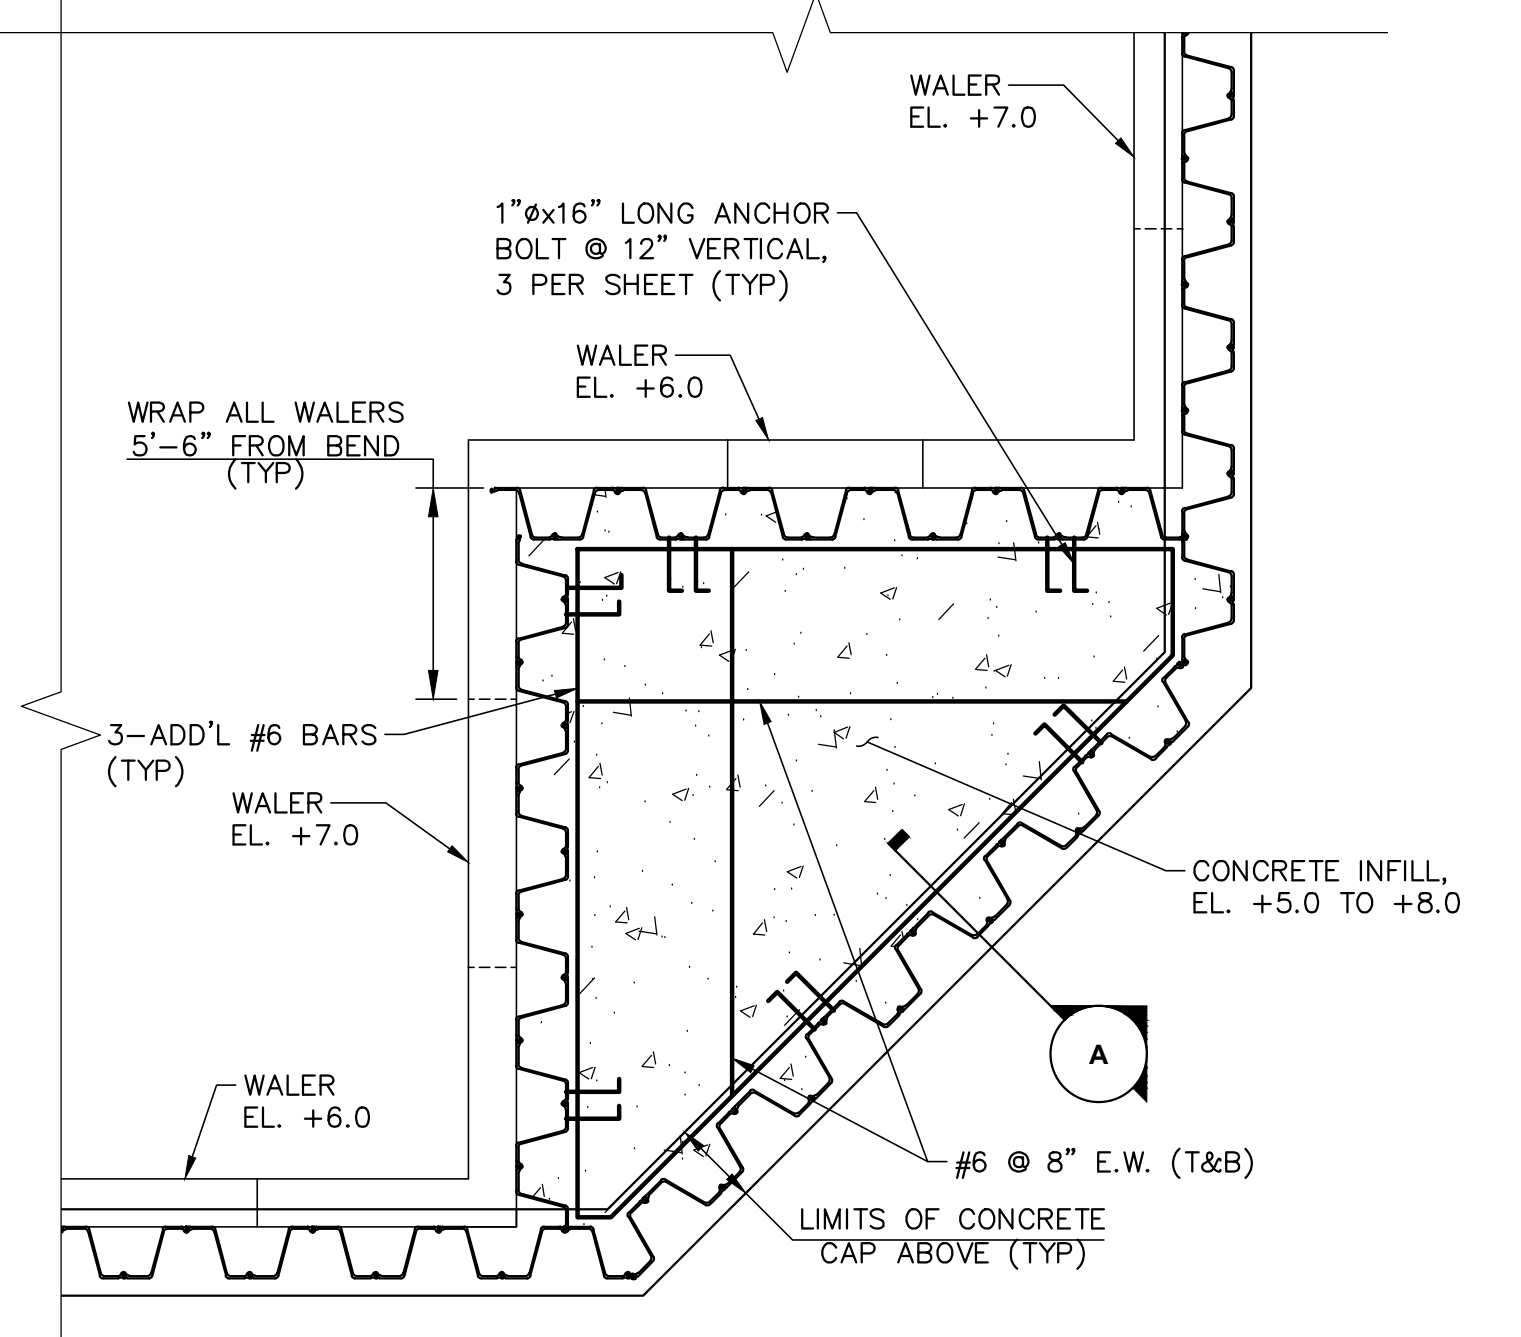 WALER
EL. +7.0
1”øx16” LONG ANCHOR
BOLT @ 12” VERTICAL,
3 PER SHEET (TYP)
WALER
EL. +6.0
WRAP ALL WALERS
5’-6” FROM BEND
(TYP)
3-ADD’L #6 BARS
(TYP)
WALER
EL. +7.0
CONCRETE INFILL,
EL. +5.0 TO +8.0
A
WALER
EL. +6.0
#6 @ 8” E.W. (T&B)
LIMITS OF CONCRETE
CAP ABOVE (TYP)